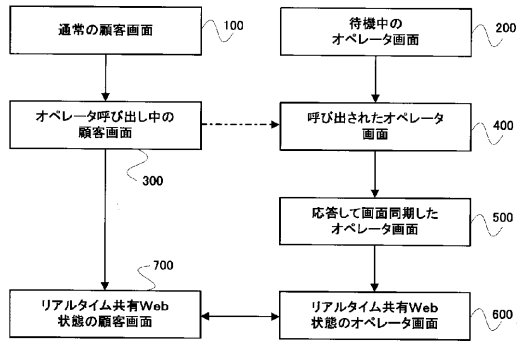 通常の顧客画面
100
待機中の
オペレータ画面
200
オペレータ呼び出し中の
顧客画面
300
呼び出されたオペレータ
画面
400
応答して画面同期した
オペレータ画面
500
700
リアルタイム共有Web
状態の顧客画面
リアルタイム共有Web
状態のオペレータ画面
600